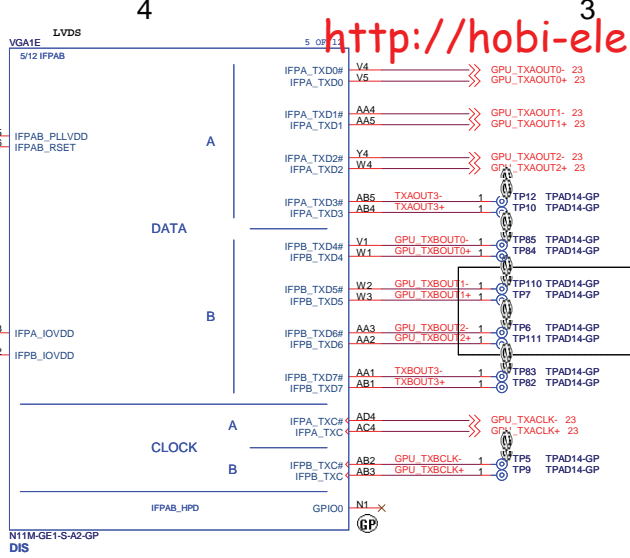 4 3
LVDS
http://hobi-ele
VGA1E 5 OF 12
5/12 IFPAB
IFPA_TXD0# V4 GPU_TXAOUT0- 23
IFPA_TXD0 V5 GPU_TXAOUT0+ 23
IFPA_TXD1# AA4 GPU_TXAOUT1- 23
IFPA_TXD1 AA5 GPU_TXAOUT1+ 23
IFPAB_PLLVDD
A
IFPAB_RSET
IFPA_TXD2# Y4 GPU_TXAOUT2- 23
IFPA_TXD2 W4 GPU_TXAOUT2+ 23
IFPA_TXD3# AB5 TXAOUT3- 1 TP12 TPAD14-GP
IFPA_TXD3 AB4 TXAOUT3+ 1 TP10 TPAD14-GP
DATA
IFPB_TXD4# V1 GPU_TXBOUT0- 1 TP85 TPAD14-GP
IFPB_TXD4 W1 GPU_TXBOUT0+ 1 TP84 TPAD14-GP
IFPB_TXD5# W2 GPU_TXBOUT1- 1 TP110 TPAD14-GP
IFPB_TXD5 W3 GPU_TXBOUT1+ 1 TP7 TPAD14-GP
B
IFPA_IOVDD
IFPB_TXD6# AA3 GPU_TXBOUT2- 1 TP6 TPAD14-GP
IFPB_TXD6 AA2 GPU_TXBOUT2+ 1 TP111 TPAD14-GP
IFPB_IOVDD
IFPB_TXD7# AA1 TXBOUT3- 1 TP83 TPAD14-GP
IFPB_TXD7 AB1 TXBOUT3+ 1 TP82 TPAD14-GP
A
IFPA_TXC# AD4 GPU_TXACLK- 23
IFPA_TXC AC4 GPU_TXACLK+ 23
CLOCK
B
IFPB_TXC# AB2 GPU_TXBCLK- 1 TP5 TPAD14-GP
IFPB_TXC AB3 GPU_TXBCLK+ 1 TP9 TPAD14-GP
IFPAB_HPD GPIO0 N1
GP
N11M-GE1-S-A2-GP
DIS